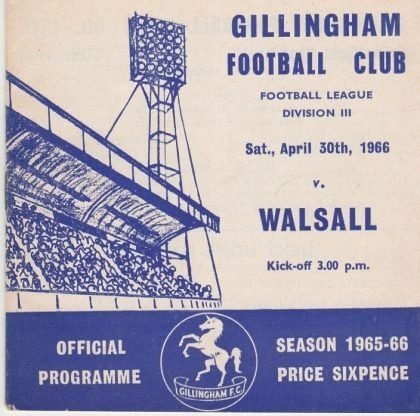 GILLINGHAM
FOOTBALL CLUB
FOOTBALL LEAGUE
DIVISION III
Sat., April 30th, 1966
v.
WALSALL
Kick-off 3.00 p.m.
OFFICIAL
PROGRAMME
GILLINGHAM F.C.
SEASON 1965-66
PRICE SIXPENCE